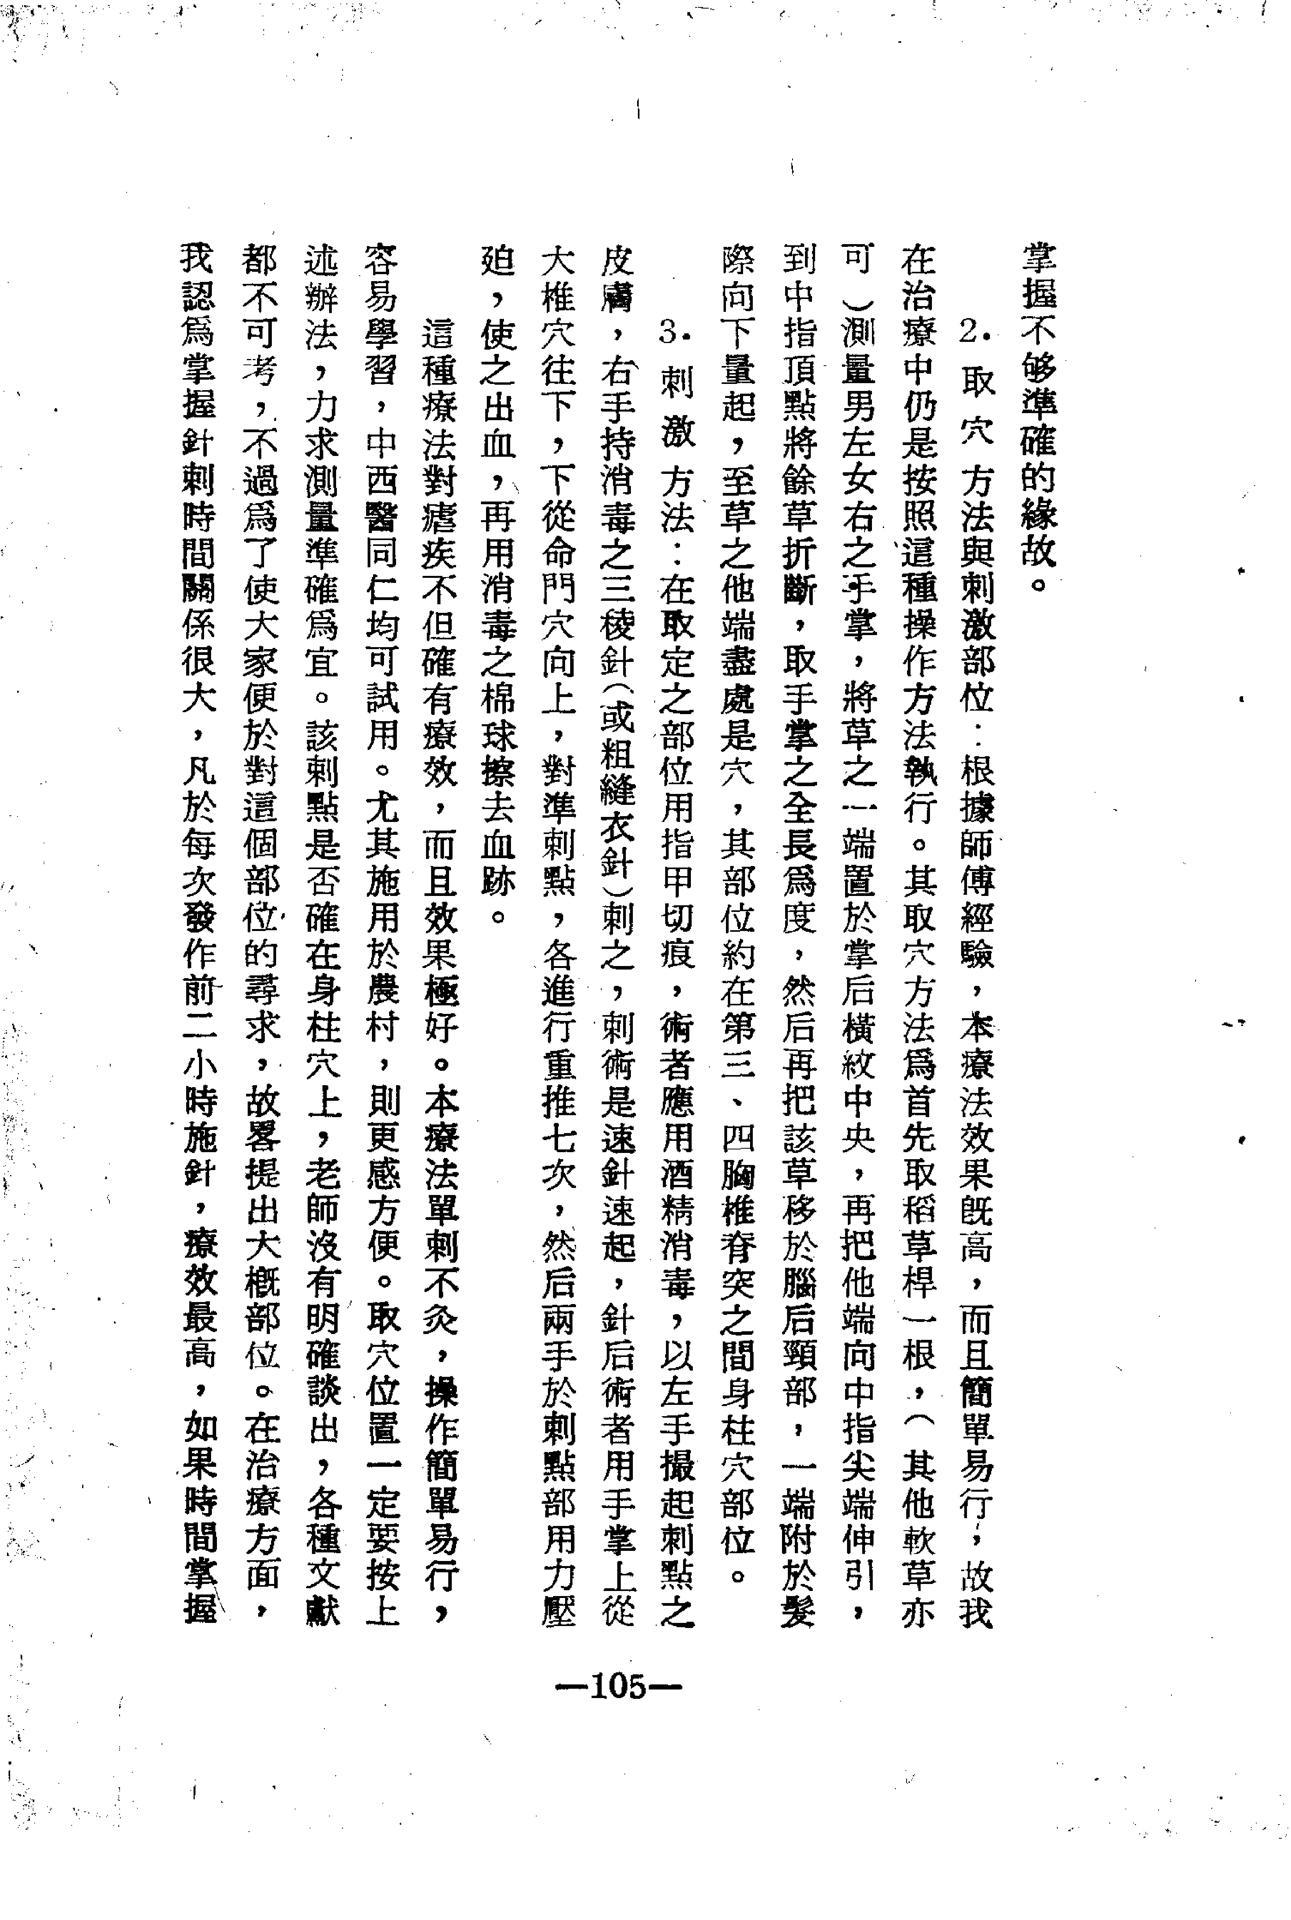 掌握不够準確的緣故。
2. 取穴方法與刺激部位：根據師傅經驗，本療法效果既高，而且簡單易行，故我
在治療中仍是按照這種操作方法執行。其取穴方法爲首先取稻草桿一根，（其他軟草亦
可）測量男左女右之手掌，將草之一端置於掌后橫紋中央，再把他端向中指尖端伸引，
到中指頂點將餘草折斷，取手掌之全長爲度，然后再把該草移於腦后頸部，一端附於髮
際向下量起，至草之他端盡處是穴，其部位約在第三、四胸椎脊突之間身柱穴部位。
3. 刺激方法：在取定之部位用指甲切痕，術者應用酒精消毒，以左手撮起刺點之
皮膚，右手持消毒之三稜針（或粗縫衣針）刺之，刺術是速針速起，針后術者用手掌上從
大椎穴往下，下從命門穴向上，對準刺點，各進行重推七次，然后兩手於刺點部用力壓
廹，使之出血，再用消毒之棉球擦去血跡。
這種療法對瘧疾不但確有療效，而且效果極好。本療法單刺不灸，操作簡單易行，
容易學習，中西醫同仁均可試用。尤其施用於農村，則更感方便。取穴位置一定要按上
述辦法，力求測量準確爲宜。該刺點是否確在身柱穴上，老師沒有明確談出，各種文獻
都不可考，不過爲了使大家便於對這個部位的尋求，故畧提出大槪部位。在治療方面，
我認爲掌握針刺時間關係很大，凡於每次發作前二小時施針，療效最高，如果時間掌握
—105—